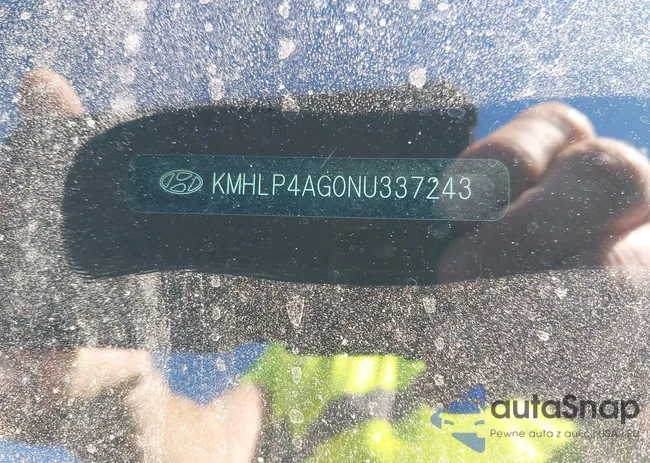 KMHLP4AG0NU337243
autaSnap
Pewne auta z aukcji USA i EU